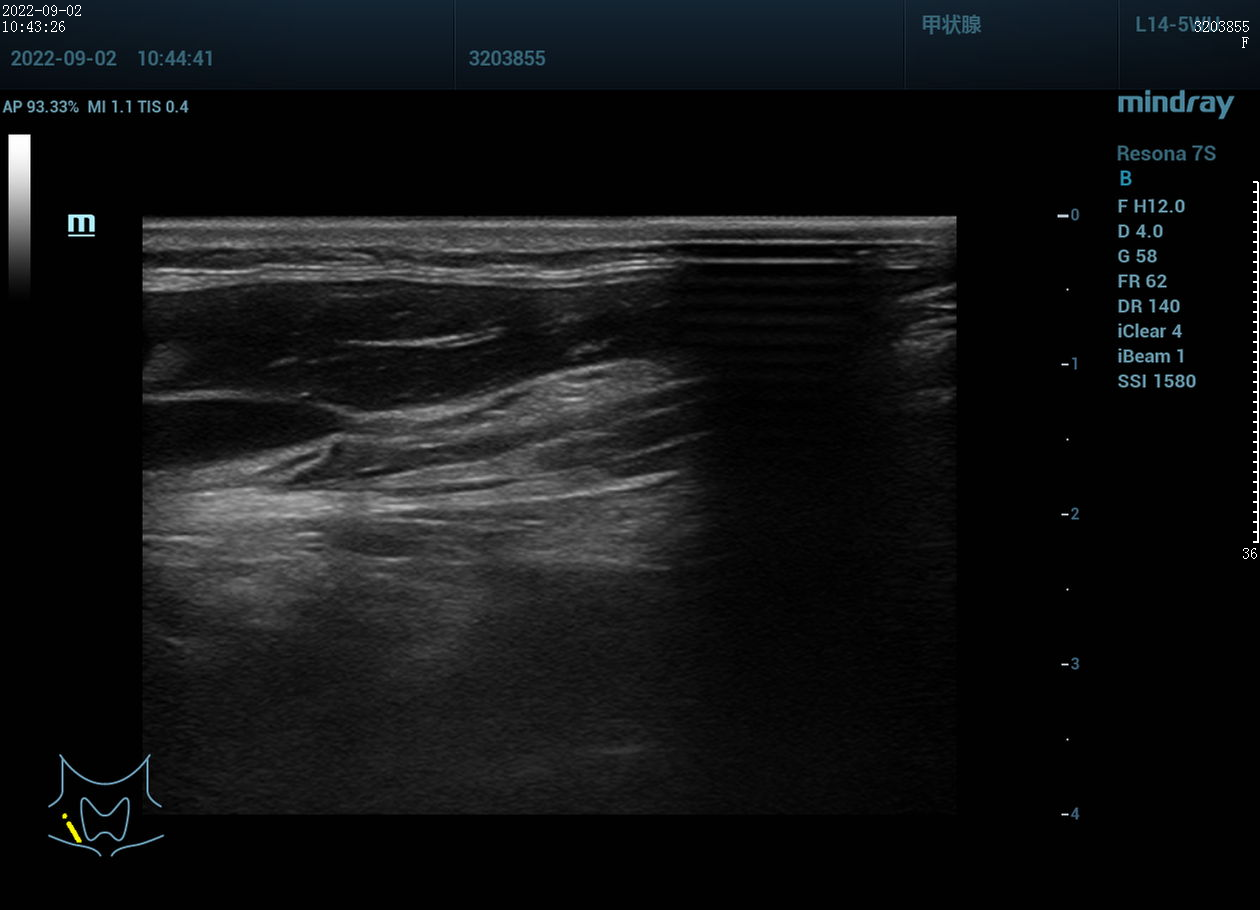 2022-09-02
10:43:26
甲状腺
3203855
F
2022-09-02 10:44:41
3203855
AP 93.33% MI 1.1 TIS 0.4
mindray
Resona 7S
B
F H12.0
D 4.0
G 58
FR 62
DR 140
iClear 4
iBeam 1
SSI 1580
m
0
1
2
3
4
36